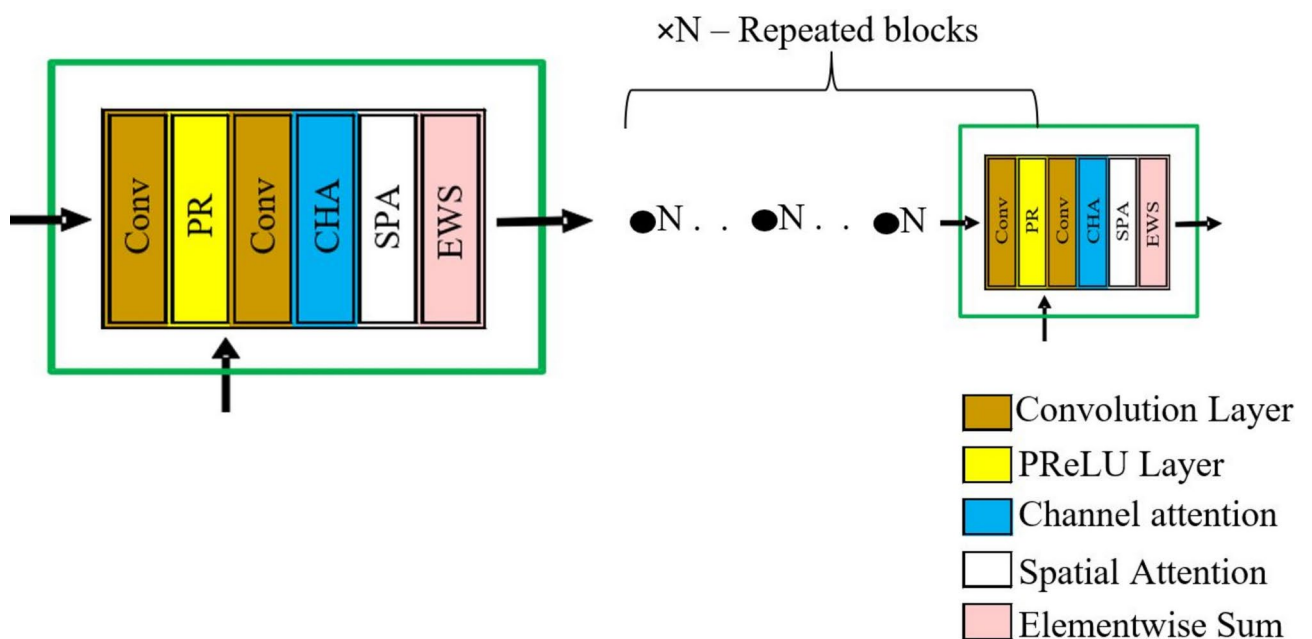 ×N – Repeated blocks
Conv
PR
Conv
CHA
SPA
EWS
N . . N . . N
Conv
PR
Conv
CHA
SPA
EWS
Convolution Layer
PReLU Layer
Channel attention
Spatial Attention
Elementwise Sum